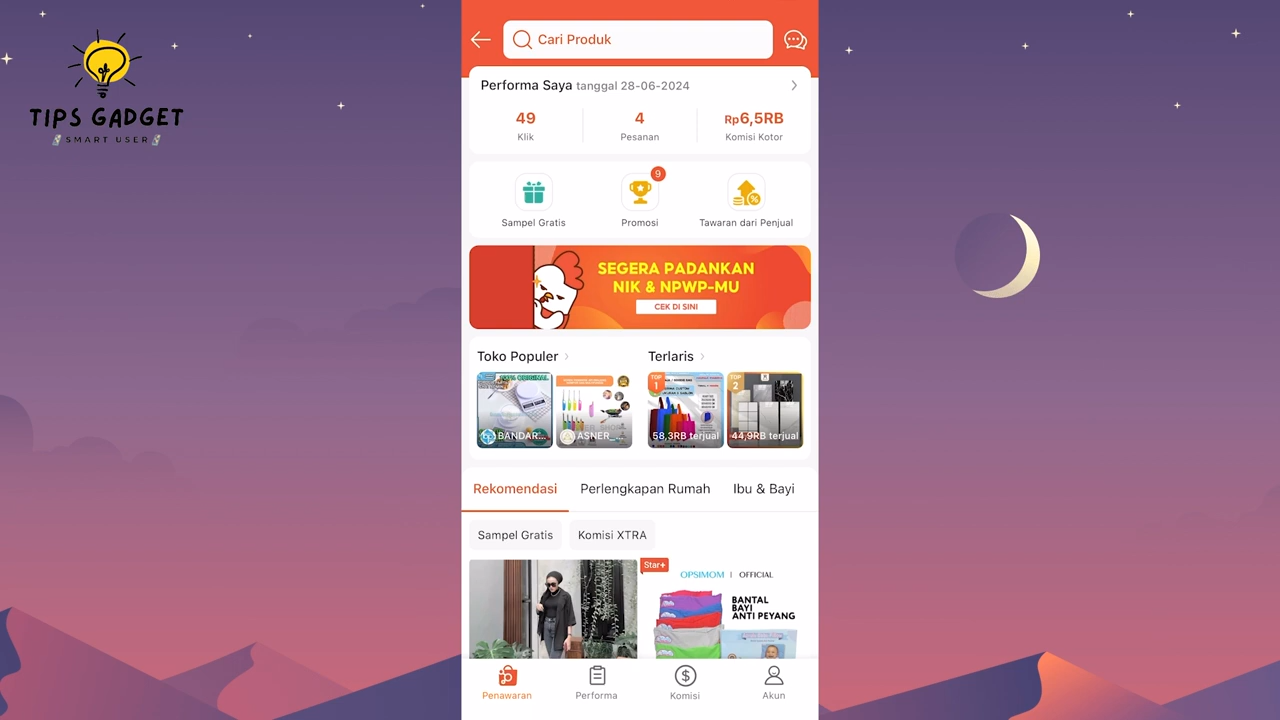 TIPS GADGET
SMART USER
Cari Produk
Performa Saya tanggal 28-06-2024
49
Klik
4
Pesanan
Rp6,5RB
Komisi Kotor
9
Sampel Gratis
Promosi
Tawaran dari Penjual
SEGERA PADANKAN
NIK & NPWP-MU
CEK DI SINI
Toko Populer
Terlaris
100% ORIGINAL
BANDAR...
ASNER_...
TOP
1
58,3RB terjual
TOP
2
44,9RB terjual
Rekomendasi
Perlengkapan Rumah
Ibu & Bayi
Sampel Gratis
Komisi XTRA
Star+
OPSIMOM | OFFICIAL
BANTAL
BAYI
ANTI PEYANG
Penawaran
Performa
Komisi
Akun